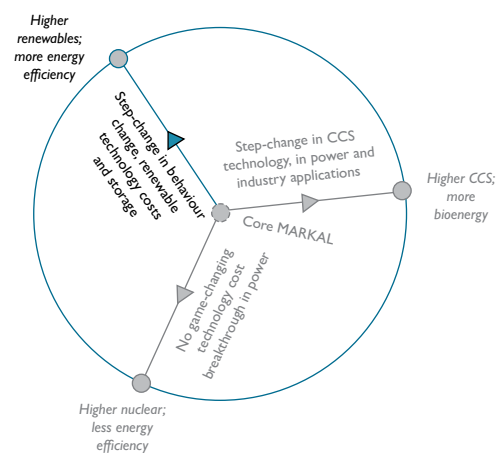 Higher
renewables;
more energy
efficiency
Step-change in behaviour
change, renewable
technology costs
and storage
Step-change in CCS
technology, in power and
industry applications
Higher CCS;
more
bioenergy
Core MARKAL
No game-changing
technology cost
breakthrough in power
Higher nuclear;
less energy
efficiency